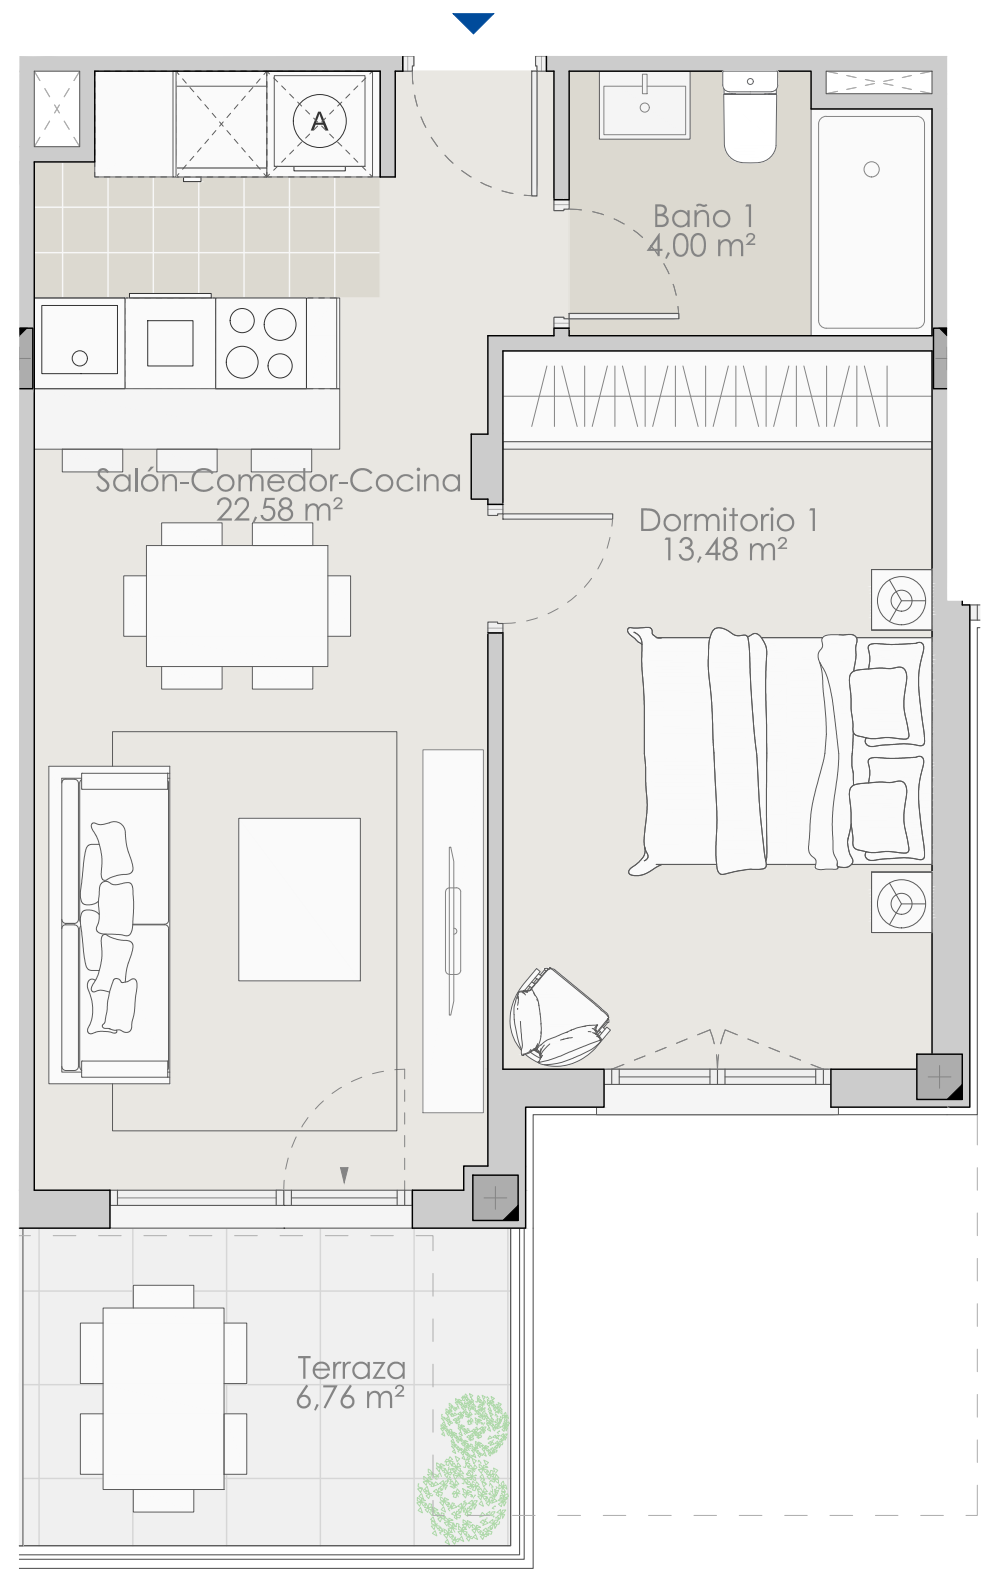 A
Baño 1
4,00 m²
Salón-Comedor-Cocina
22,58 m²
Dormitorio 1
13,48 m²
Terraza
6,76 m²